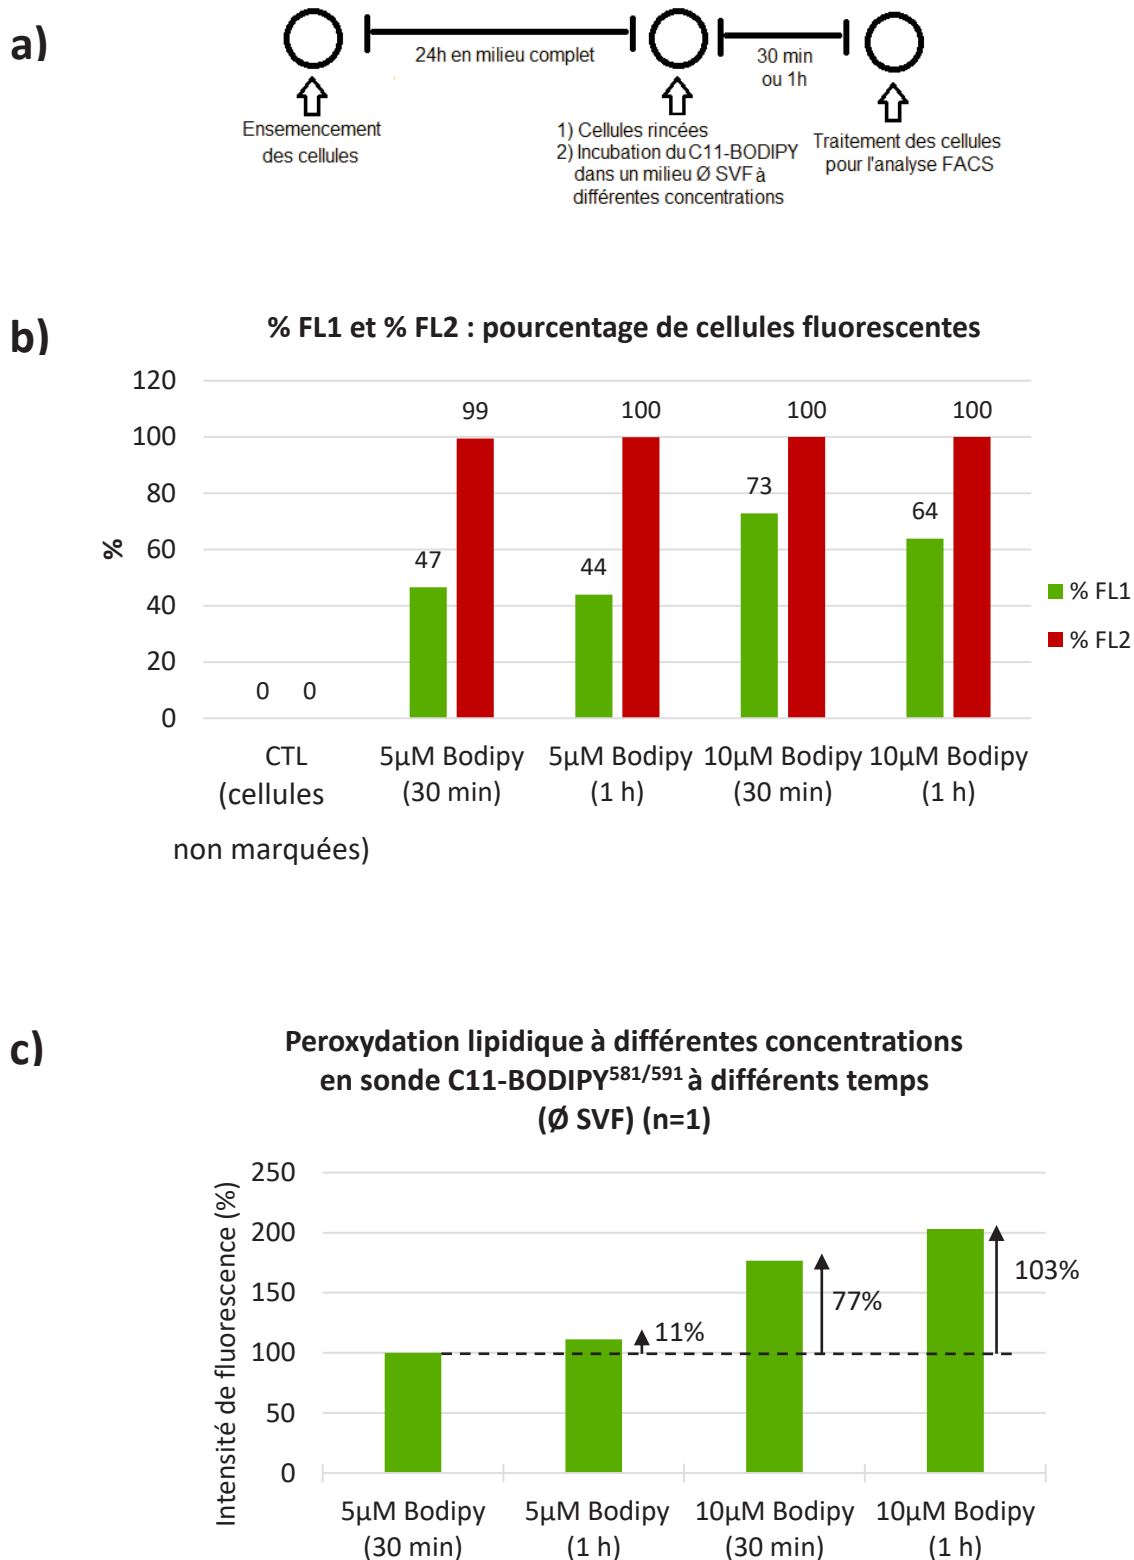 a)
24h en milieu complet
30 min
ou 1h
Ensemencement
des cellules
1) Cellules rincées
2) Incubation du C11-BODIPY
dans un milieu Ø SVF à
différentes concentrations
Traitement des cellules
pour l'analyse FACS
b)
% FL1 et % FL2 : pourcentage de cellules fluorescentes
%
120
100
80
60
40
20
0
0 0
47 99
44 100
73 100
64 100
CTL
(cellules
non marquées)
5µM Bodipy
(30 min)
5µM Bodipy
(1 h)
10µM Bodipy
(30 min)
10µM Bodipy
(1 h)
% FL1
% FL2
c)
Peroxydation lipidique à différentes concentrations
en sonde C11-BODIPY581/591 à différents temps
(Ø SVF) (n=1)
Intensité de fluorescence (%)
250
200
150
100
50
0
11%
77%
103%
5µM Bodipy
(30 min)
5µM Bodipy
(1 h)
10µM Bodipy
(30 min)
10µM Bodipy
(1 h)